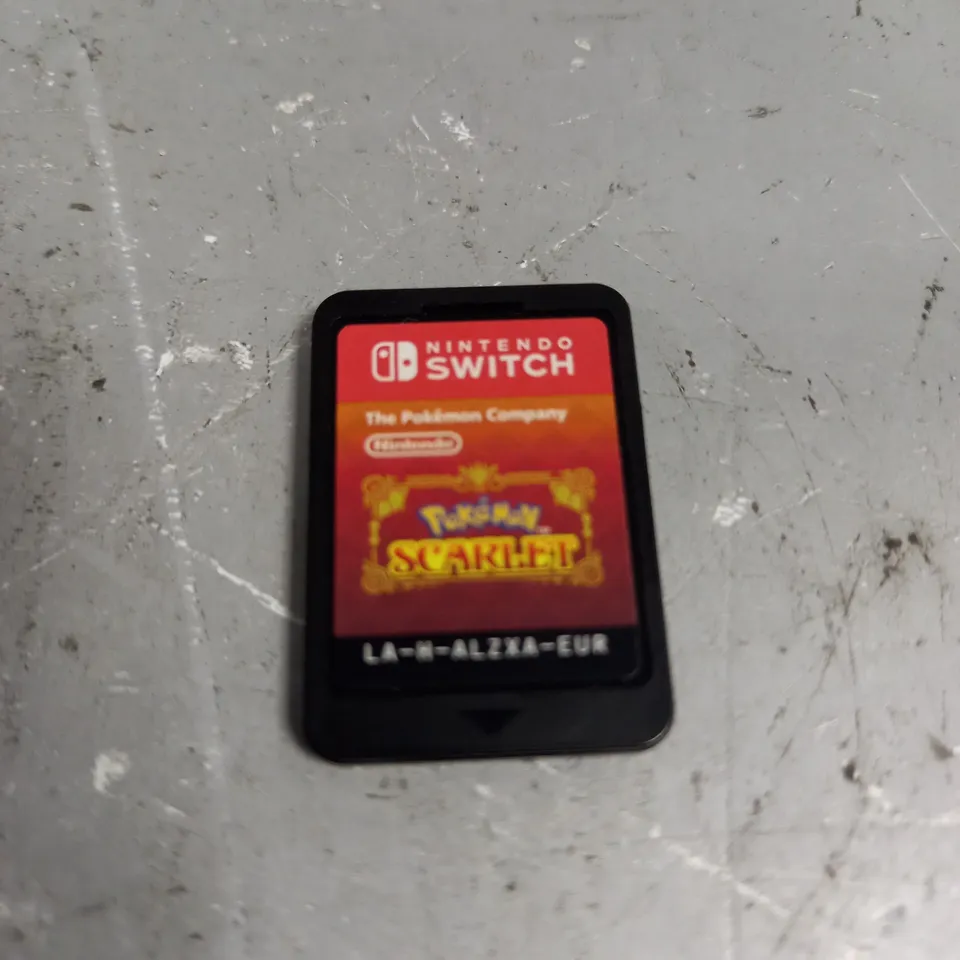 NINTENDO
SWITCH
The Pokémon Company
Nintendo
Pokémon
SCARLET
LA-H-ALZXA-EUR